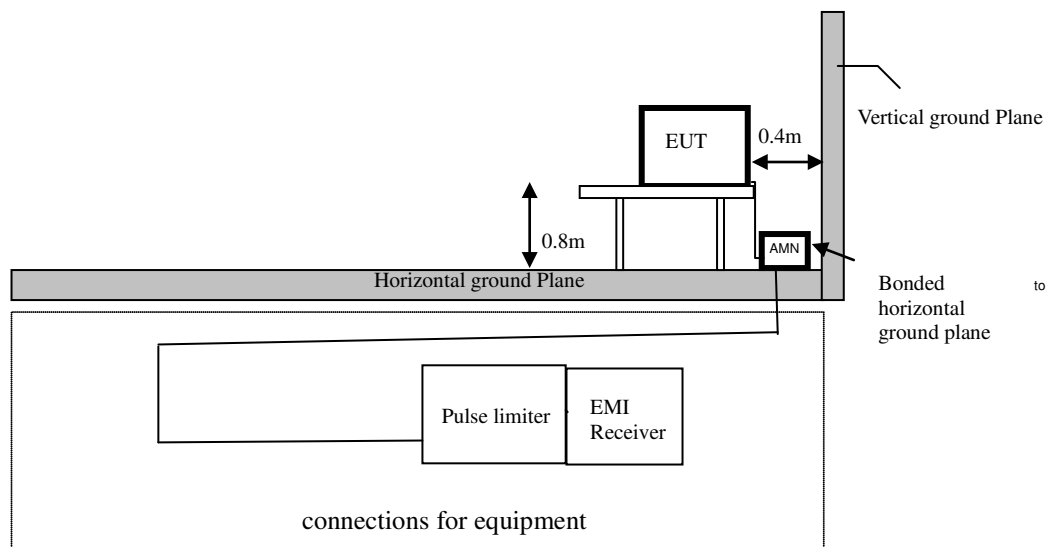 EUT
0.4m
Vertical ground Plane
0.8m
AMN
Horizontal ground Plane
Bonded to
horizontal
ground plane
Pulse limiter
EMI
Receiver
connections for equipment